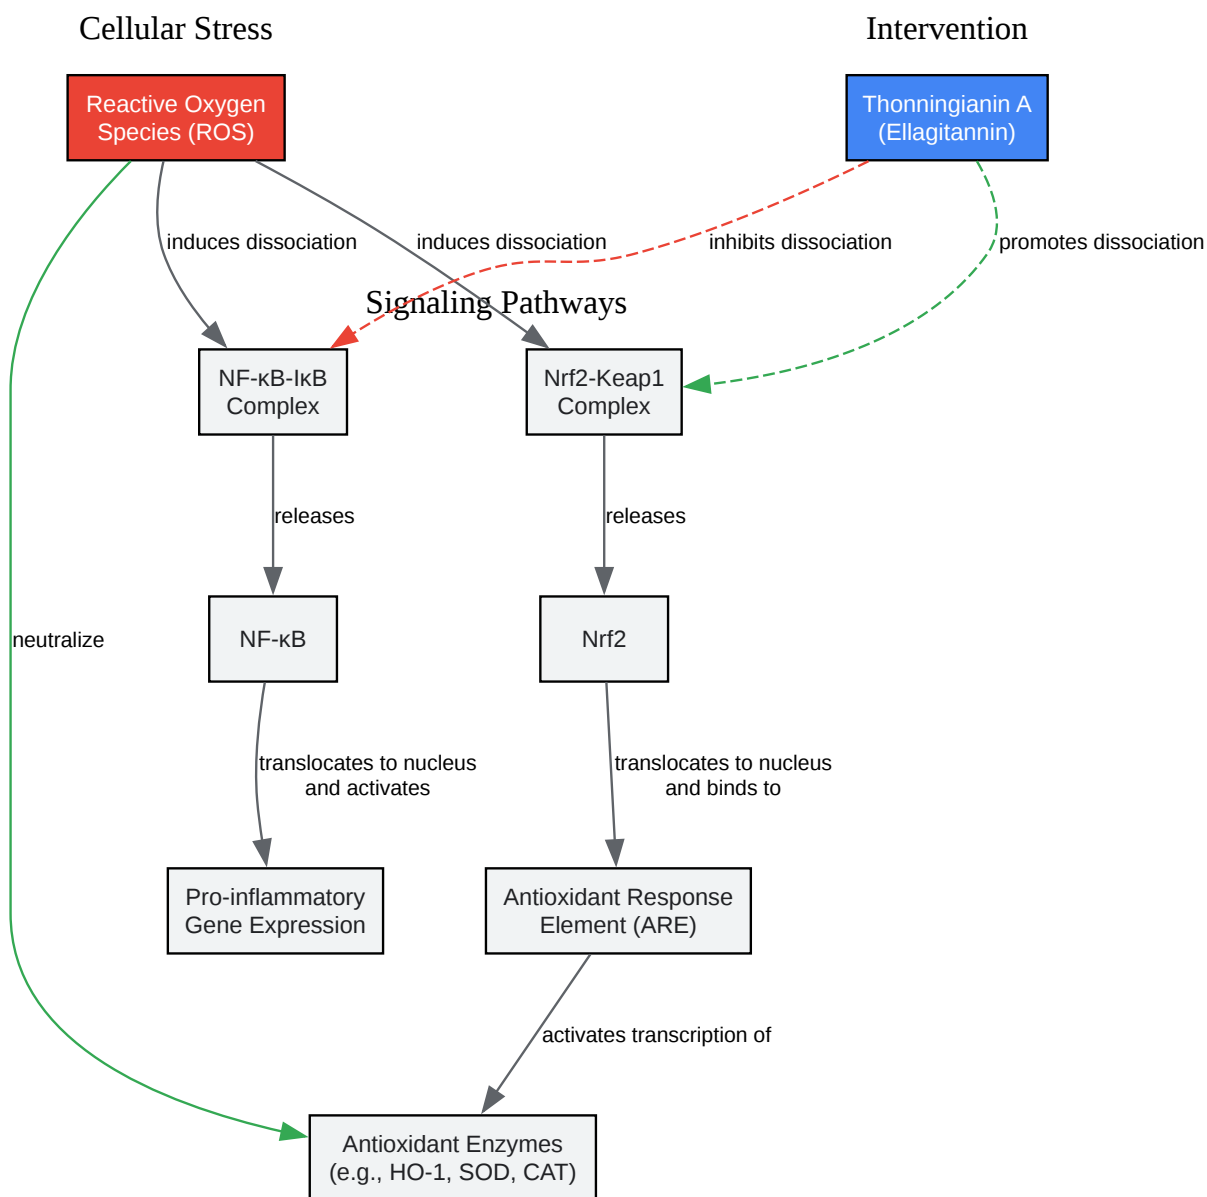 Cellular Stress
Intervention
Reactive Oxygen
Species (ROS)
Thonningianin A
(Ellagitannin)
induces dissociation
induces dissociation
inhibits dissociation
promotes dissociation
Signaling Pathways
NF-κB-IκB
Complex
Nrf2-Keap1
Complex
releases
releases
NF-κB
Nrf2
neutralize
translocates to nucleus
and activates
translocates to nucleus
and binds to
Pro-inflammatory
Gene Expression
Antioxidant Response
Element (ARE)
activates transcription of
Antioxidant Enzymes
(e.g., HO-1, SOD, CAT)